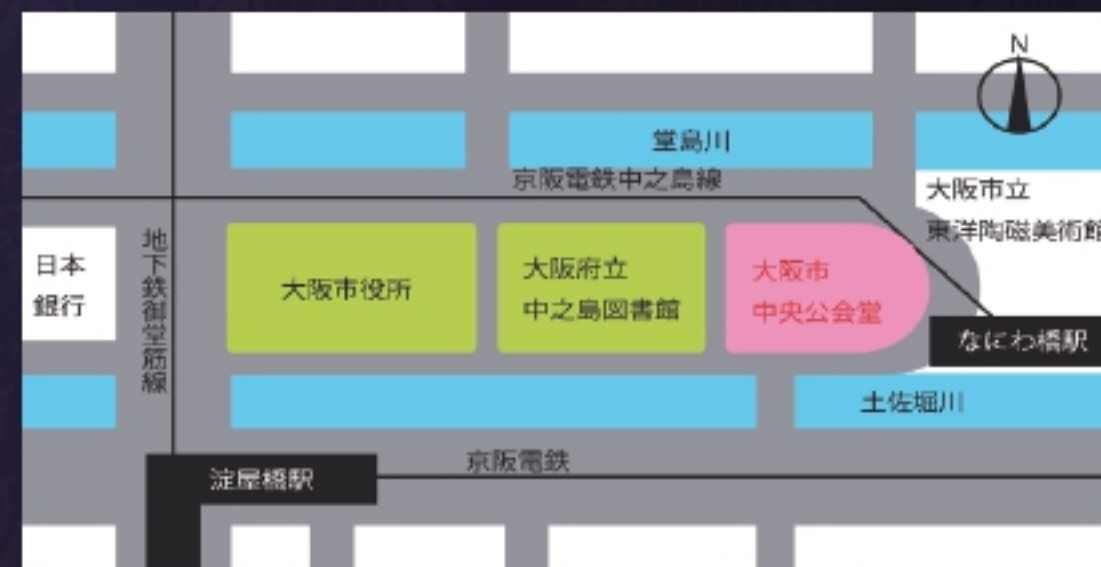 N
堂島川
京阪電鉄中之島線
大阪市立
東洋陶磁美術館
地下鉄御堂筋線
日本
銀行
大阪市役所
大阪府立
中之島図書館
大阪市
中央公会堂
なにわ橋駅
土佐堀川
京阪電鉄
淀屋橋駅